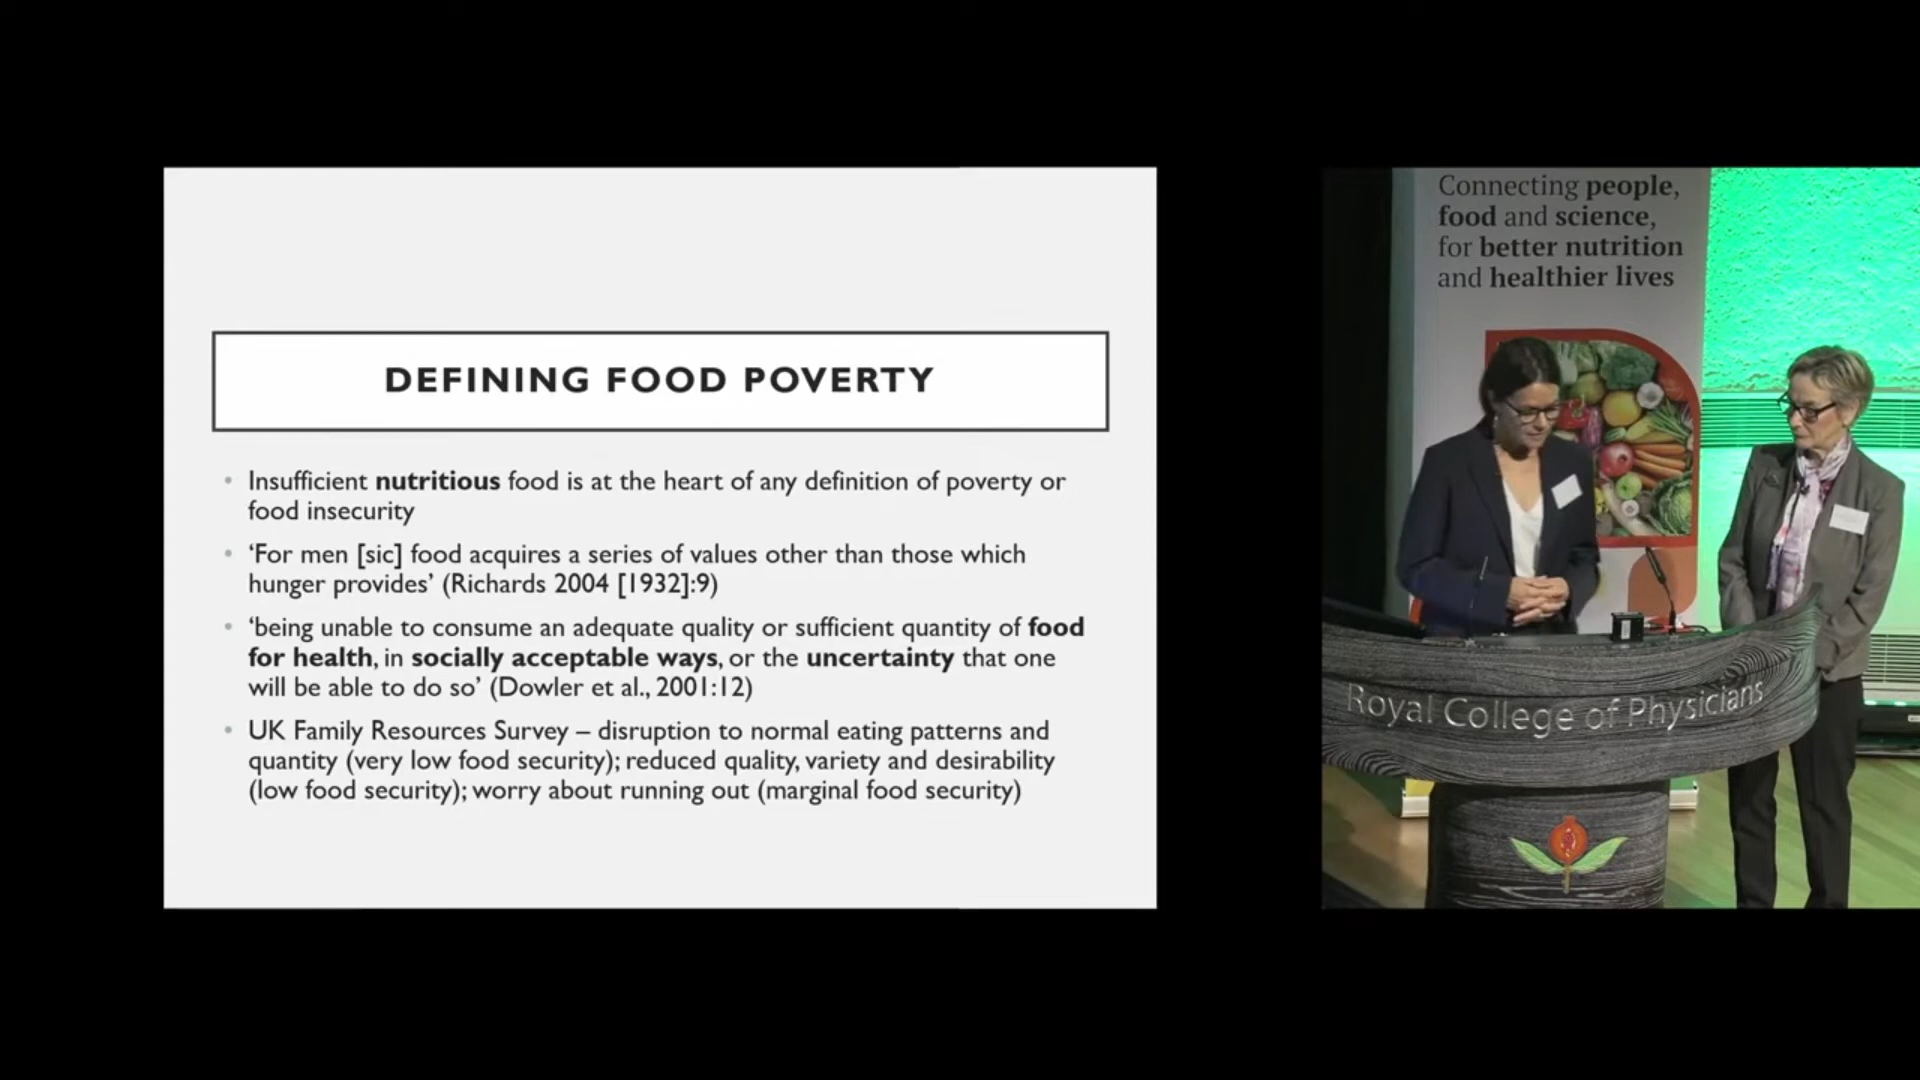 DEFINING FOOD POVERTY
• Insufficient nutritious food is at the heart of any definition of poverty or
food insecurity
• ‘For men [sic] food acquires a series of values other than those which
hunger provides’ (Richards 2004 [1932]:9)
• ‘being unable to consume an adequate quality or sufficient quantity of food
for health, in socially acceptable ways, or the uncertainty that one
will be able to do so’ (Dowler et al., 2001:12)
• UK Family Resources Survey – disruption to normal eating patterns and
quantity (very low food security); reduced quality, variety and desirability
(low food security); worry about running out (marginal food security)
Connecting people,
food and science,
for better nutrition
and healthier lives
Royal College of Physicians